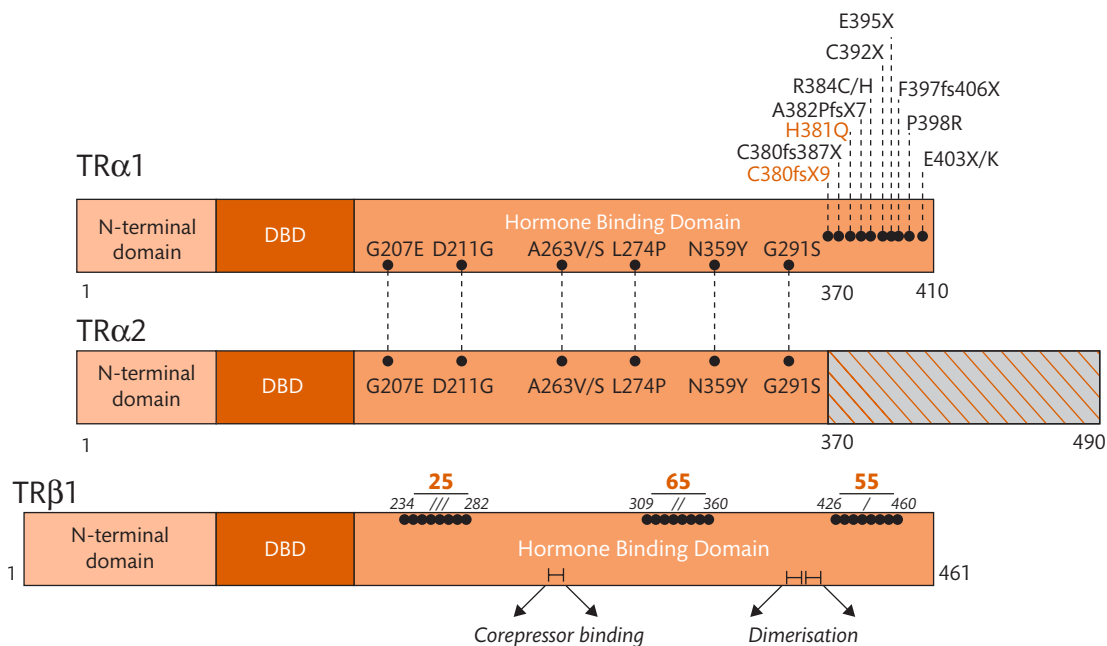 E395X
C392X
R384C/H
F397fs406X
A382PfsX7
H381Q
P398R
C380fs387X
E403X/K
C380fsX9
TRα1
N-terminal
domain
DBD
Hormone Binding Domain
G207E D211G A263V/S L274P N359Y G291S
1
370
410
TRα2
N-terminal
domain
DBD
G207E D211G A263V/S L274P N359Y G291S
1
370
490
TRβ1
25
65
55
234 /// 282
309 // 360
426 / 460
N-terminal
domain
DBD
Hormone Binding Domain
1
461
Corepressor binding
Dimerisation